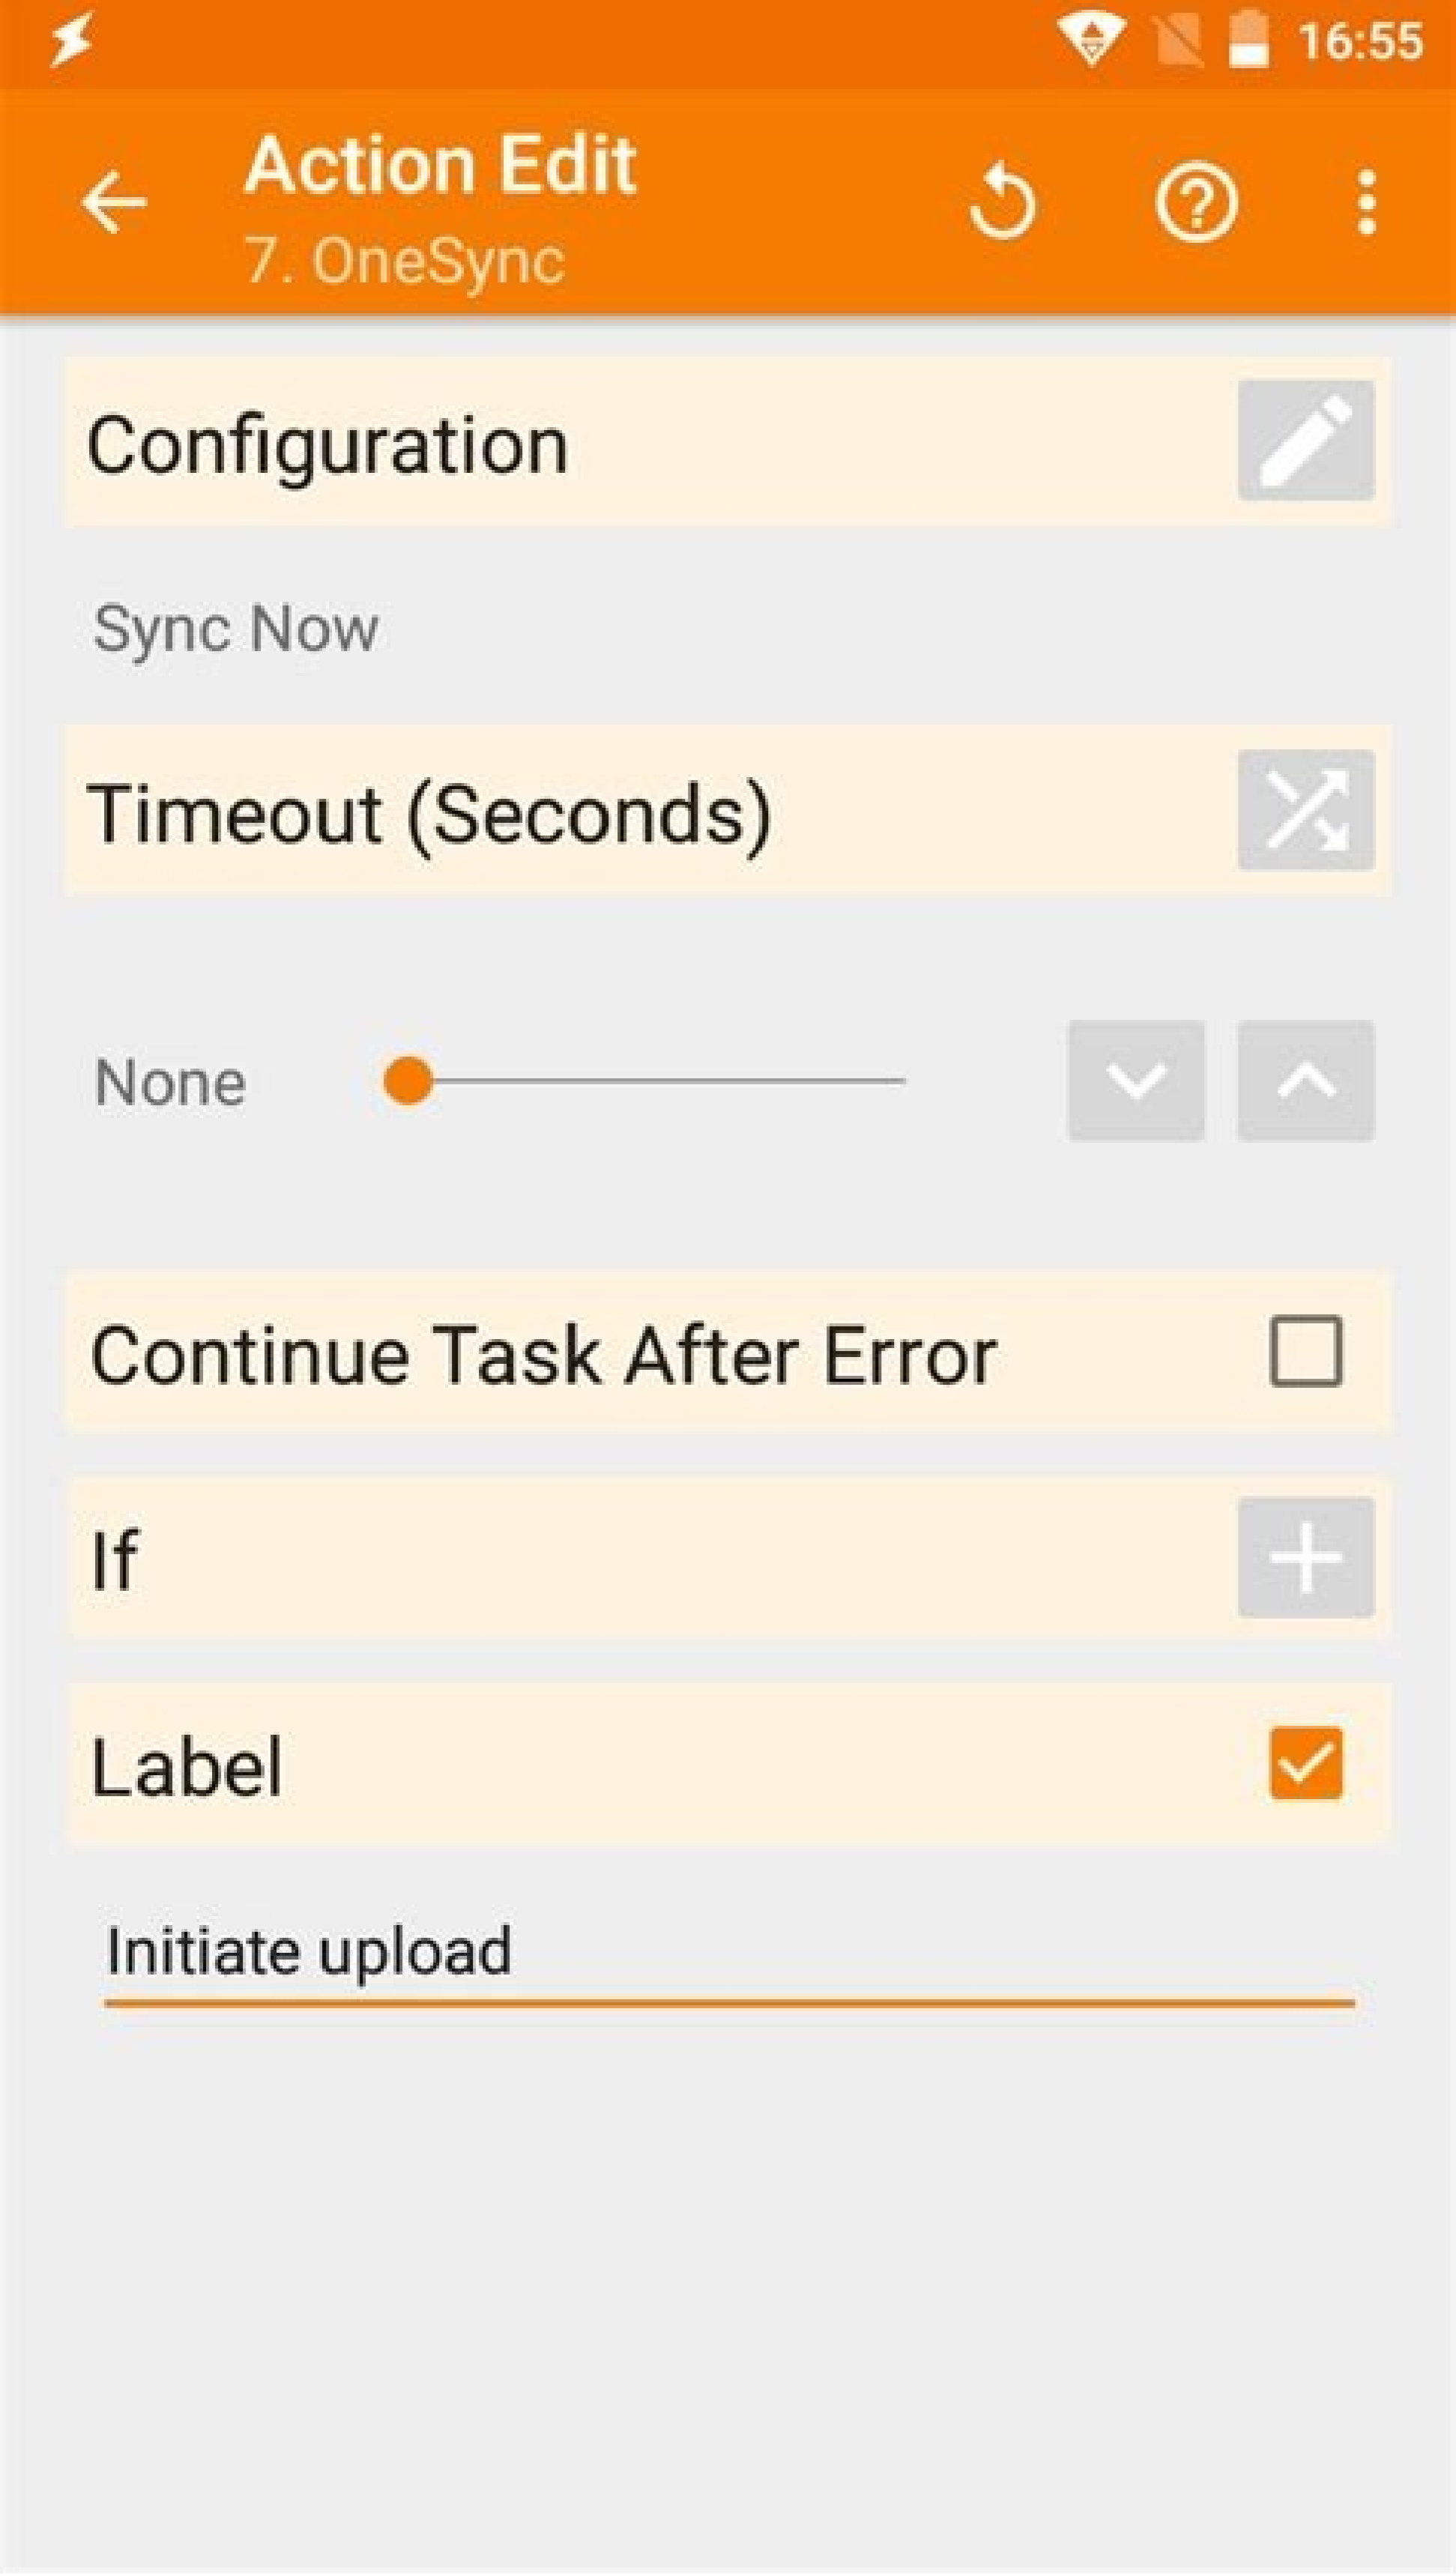 16:55
Action Edit
7. OneSync
Configuration
Sync Now
Timeout (Seconds)
None
Continue Task After Error
If
Label
Initiate upload